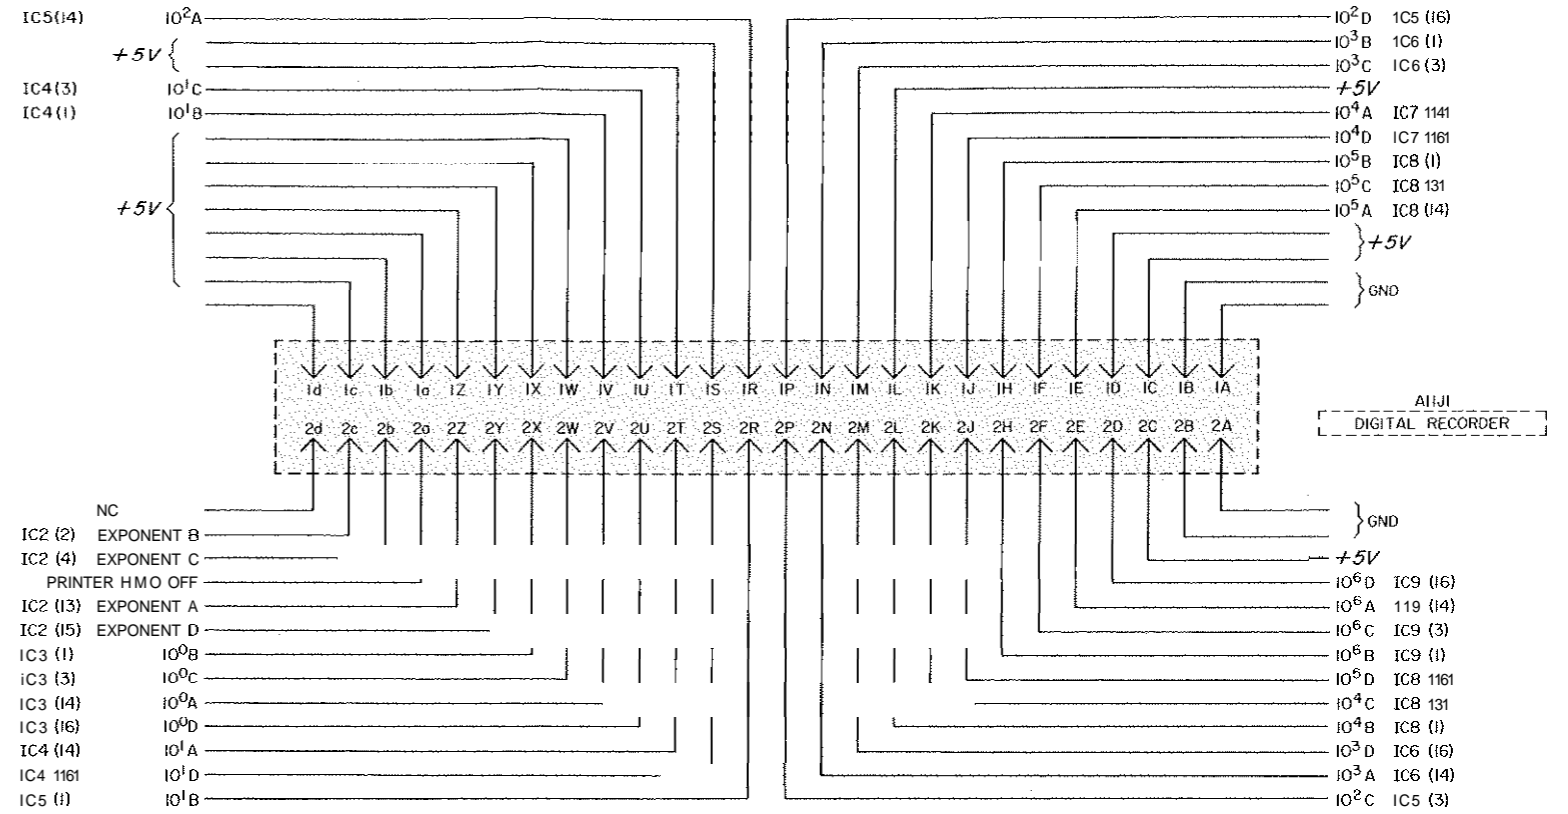 IC5(14) 10²A
+5V
IC4(3) 10¹C
IC4(1) 10¹B
+5V
10²D 1C5 (16)
10³B 1C6 (1)
10³C IC6 (3)
+5V
10⁴A IC7 1141
10⁴D IC7 1161
10⁵B IC8 (1)
10⁵C IC8 131
10⁵A IC8 (14)
+5V
GND
1d 1c 1b 1a 1Z 1Y 1X 1W 1V 1U 1T 1S 1R 1P 1N 1M 1L 1K 1J 1H 1F 1E 1D 1C 1B 1A
2d 2c 2b 2a 2Z 2Y 2X 2W 2V 2U 2T 2S 2R 2P 2N 2M 2L 2K 2J 2H 2F 2E 2D 2C 2B 2A
A11J1
DIGITAL RECORDER
NC
IC2 (2) EXPONENT B
IC2 (4) EXPONENT C
PRINTER HMO OFF
IC2 (13) EXPONENT A
IC2 (15) EXPONENT D
IC3 (1) 10⁰B
iC3 (3) 10⁰C
IC3 (14) 10⁰A
IC3 (16) 10⁰D
IC4 (14) 10¹A
IC4 1161 10¹D
IC5 (1) 10¹B
GND
+5V
10⁶D IC9 (16)
10⁶A 119 (14)
10⁶C IC9 (3)
10⁶B IC9 (1)
10⁵D IC8 1161
10⁴C IC8 131
10⁴B IC8 (1)
10³D IC6 (16)
10³A IC6 (14)
10²C IC5 (3)